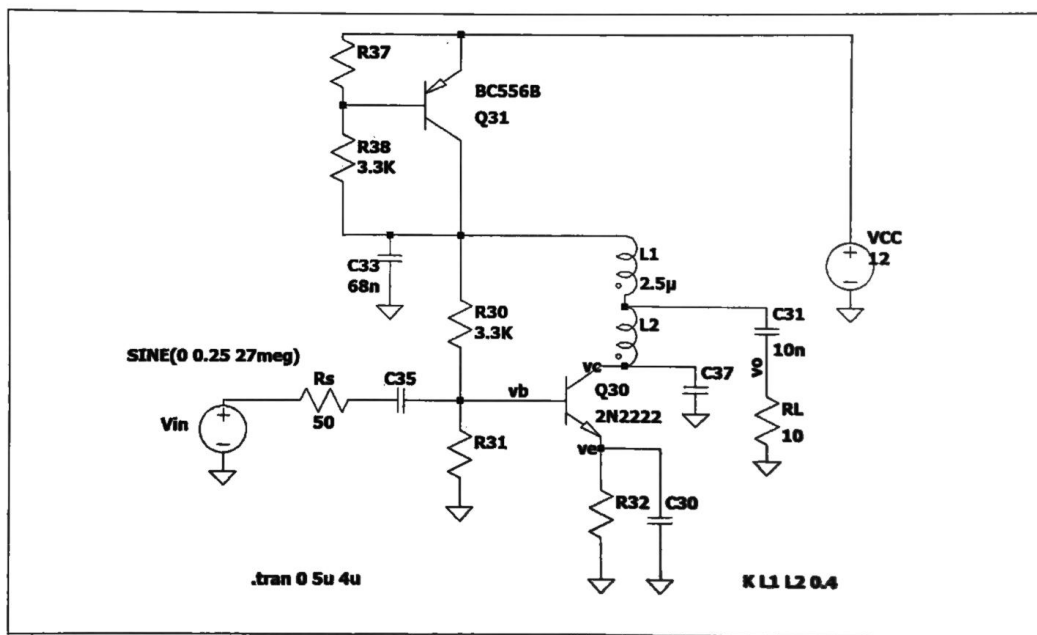 R37
BC556B
Q31
R38
3.3K
VCC
12
L1
2.5µ
C33
68n
R30
3.3K
L2
C31
10n
SINE(0 0.25 27meg)
Rs
50
C35
vc
Q30
C37
vo
vb
2N2222
RL
10
Vin
R31
ve
R32
C30
.tran 0 5u 4u
K L1 L2 0.4